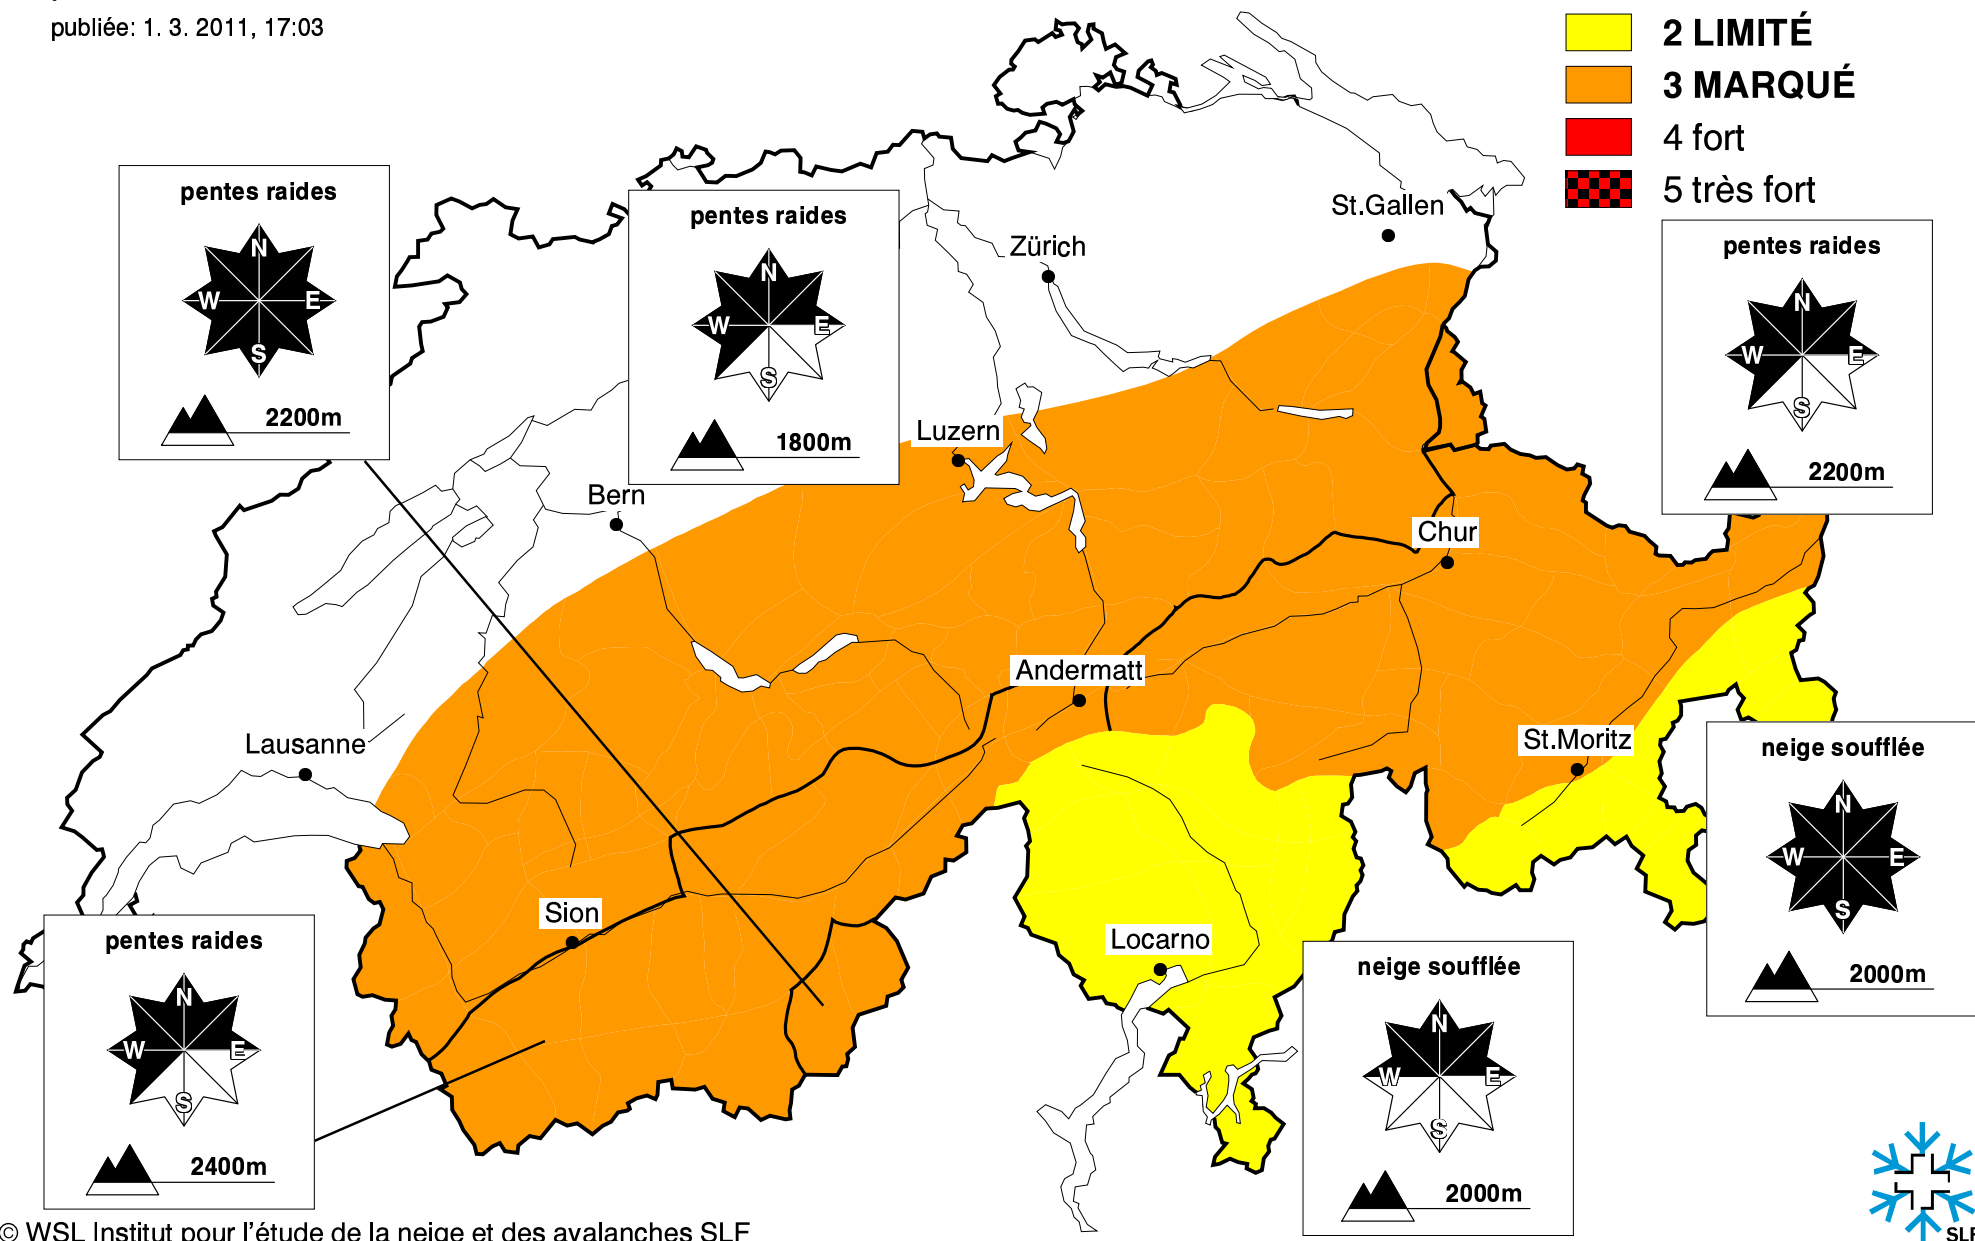 publiée: 1. 3. 2011, 17:03
2 LIMITÉ
3 MARQUÉ
4 fort
5 très fort
pentes raides
N
W E
S
2200m
pentes raides
N
W E
S
1800m
pentes raides
N
W E
S
2200m
St.Gallen
Zürich
Luzern
Bern
Chur
Andermatt
Lausanne
St.Moritz
Sion
Locarno
neige soufflée
N
W E
S
2000m
pentes raides
N
W E
S
2400m
neige soufflée
N
W E
S
2000m
© WSL Institut pour l'étude de la neige et des avalanches SLF
SLF